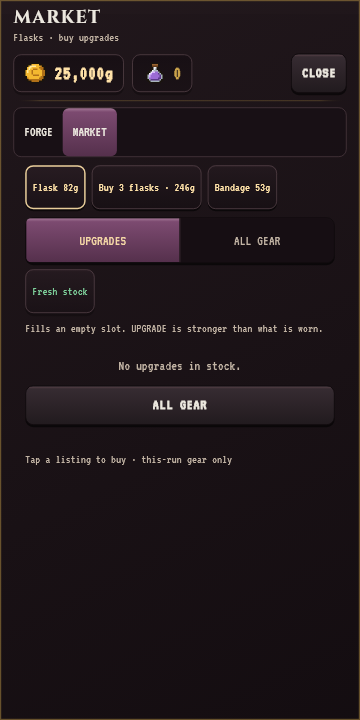 MARKET
Flasks · buy upgrades
25,000g
0
CLOSE
FORGE
MARKET
Flask 82g
Buy 3 flasks · 246g
Bandage 53g
UPGRADES
ALL GEAR
Fresh stock
Fills an empty slot. UPGRADE is stronger than what is worn.
No upgrades in stock.
ALL GEAR
Tap a listing to buy · this-run gear only